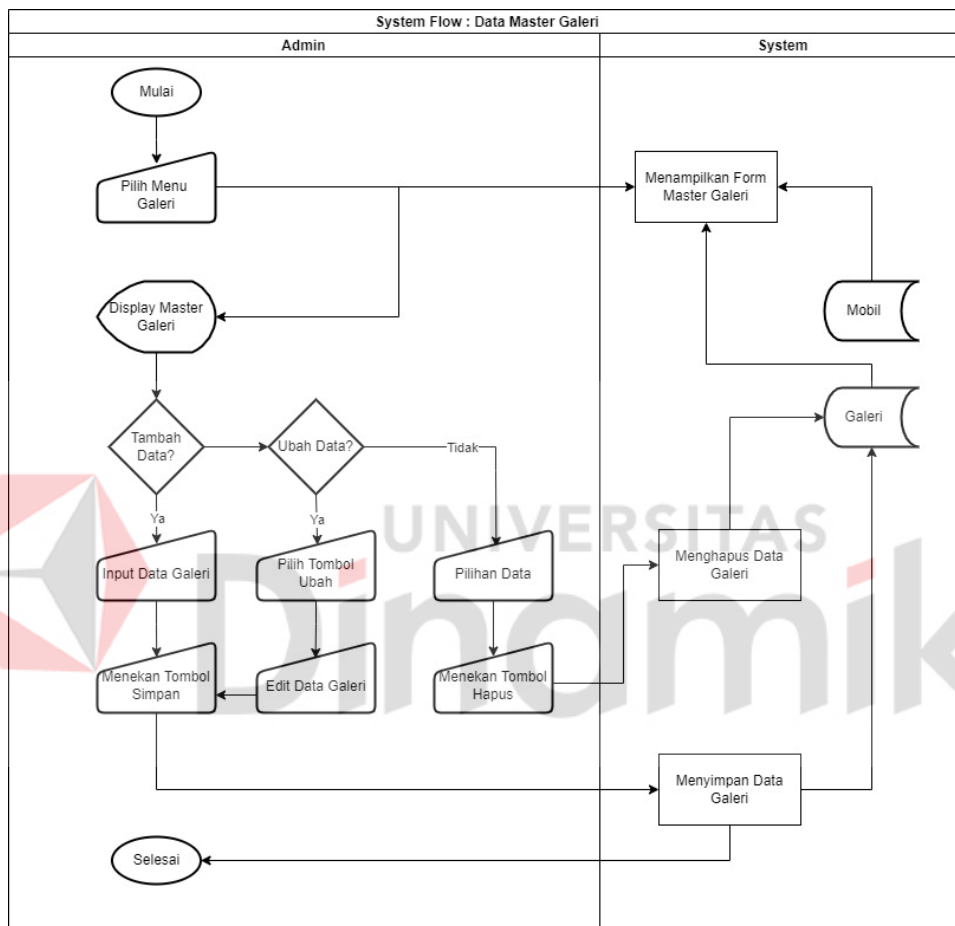 System Flow : Data Master Galeri
Admin
System
Mulai
Pilih Menu
Galeri
Menampilkan Form
Master Galeri
Display Master
Galeri
Mobil
Galeri
Tambah
Data?
Ubah Data?
Tidak
Ya
Ya
UNIVERSITAS
Dinamik
Input Data Galeri
Pilih Tombol
Ubah
Pilihan Data
Menghapus Data
Galeri
Menekan Tombol
Simpan
Edit Data Galeri
Menekan Tombol
Hapus
Menyimpan Data
Galeri
Selesai